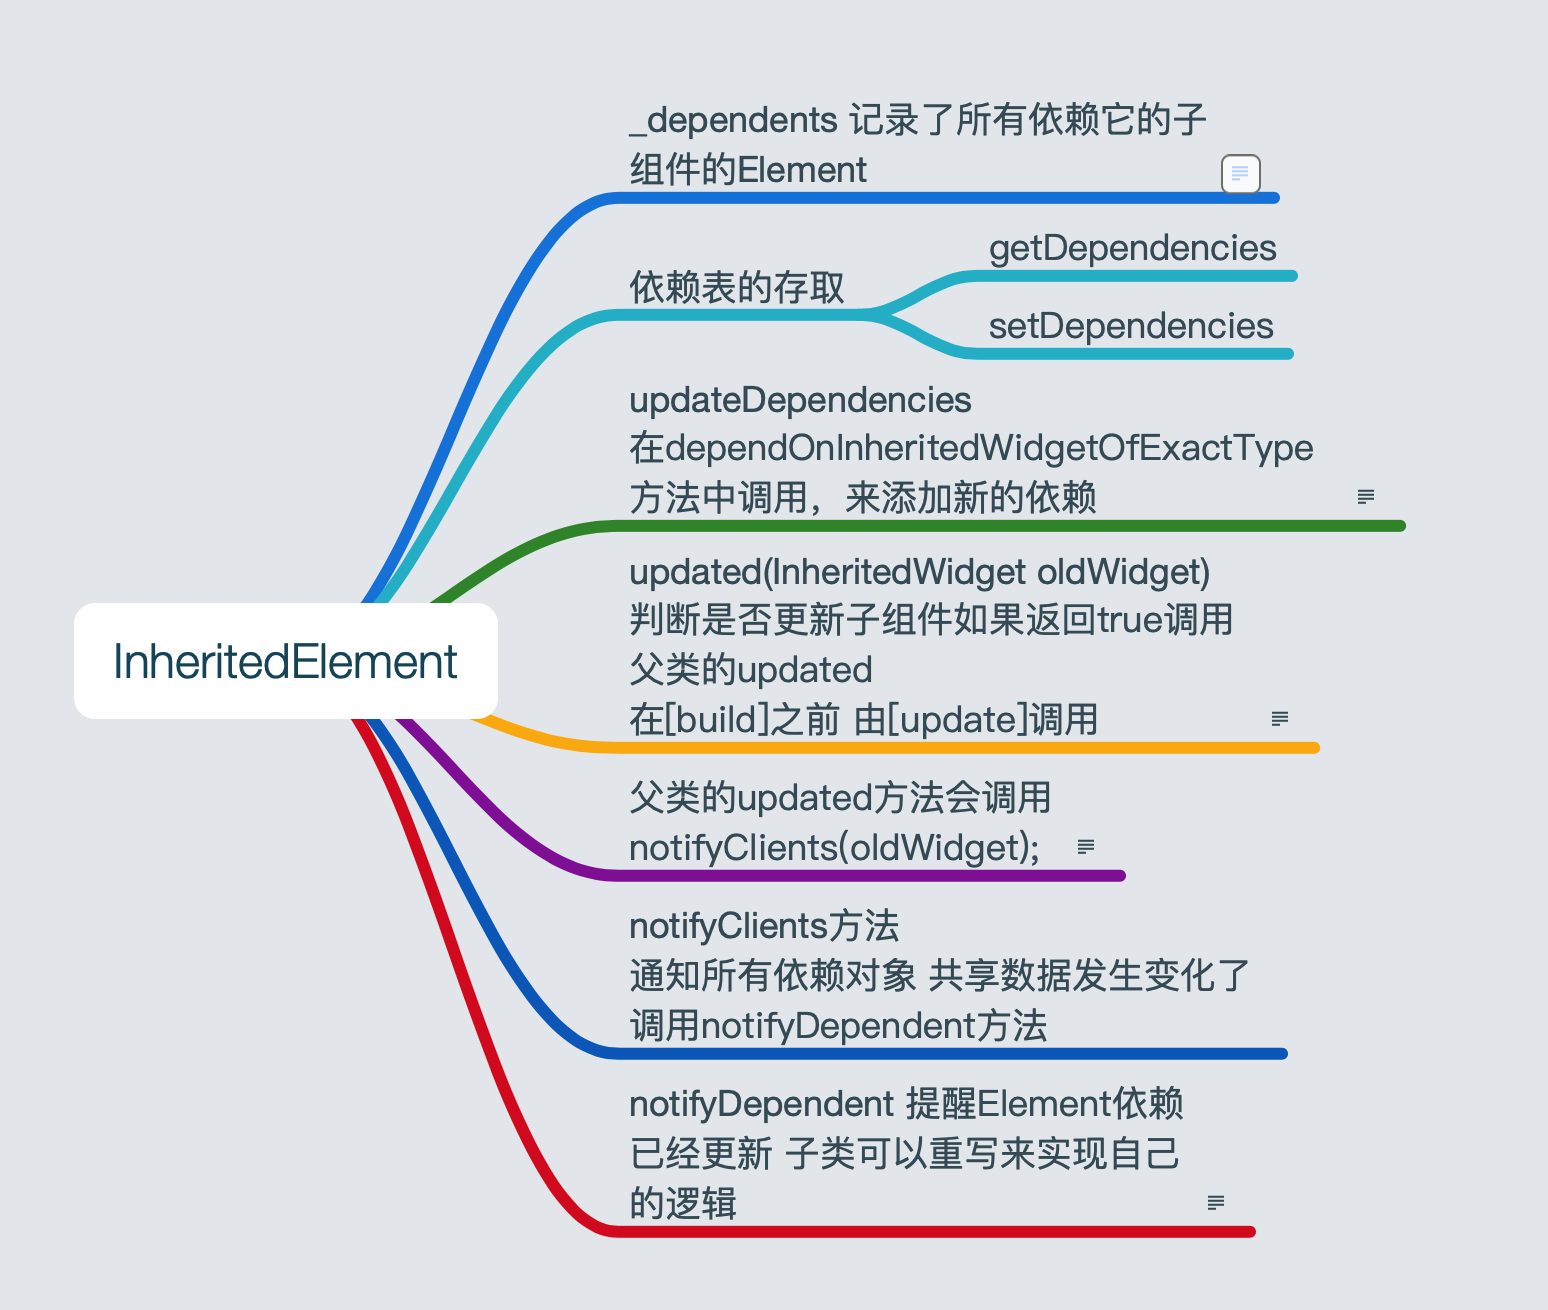 _dependents 记录了所有依赖它的子
组件的Element
getDependencies
依赖表的存取
setDependencies
updateDependencies
在dependOnInheritedWidgetOfExactType
方法中调用，来添加新的依赖
updated(InheritedWidget oldWidget)
判断是否更新子组件如果返回true调用
父类的updated
在[build]之前 由[update]调用
InheritedElement
父类的updated方法会调用
notifyClients(oldWidget);
notifyClients方法
通知所有依赖对象 共享数据发生变化了
调用notifyDependent方法
notifyDependent 提醒Element依赖
已经更新 子类可以重写来实现自己
的逻辑